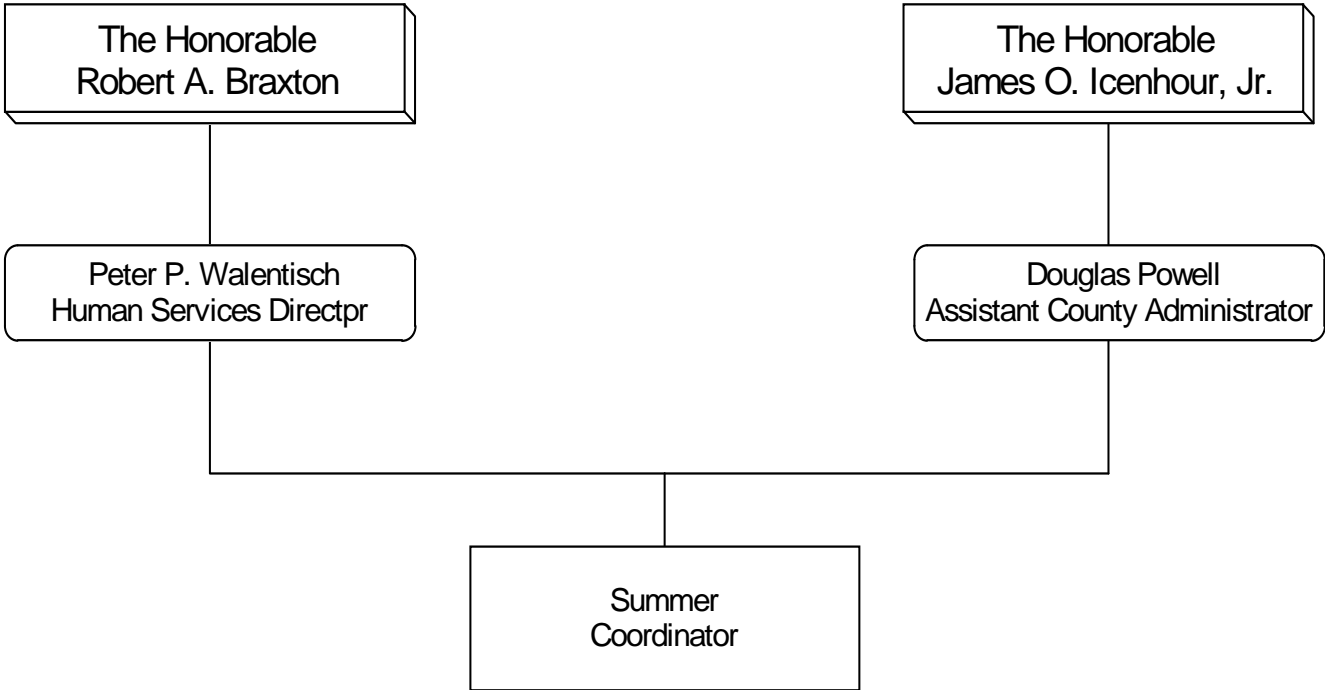 The Honorable
Robert A. Braxton
The Honorable
James O. Icenhour, Jr.
Peter P. Walentisch
Human Services Directpr
Douglas Powell
Assistant County Administrator
Summer
Coordinator